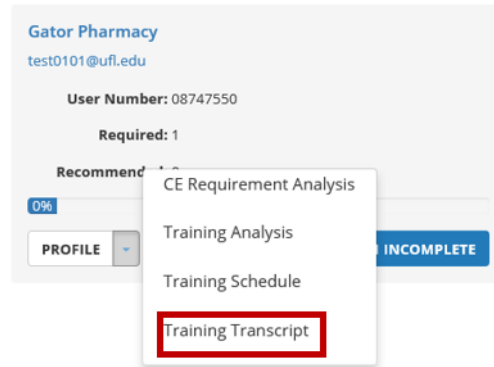 Gator Pharmacy
test0101@ufl.edu
User Number: 08747550
Required: 1
Recommend
0%
PROFILE
INCOMPLETE
CE Requirement Analysis
Training Analysis
Training Schedule
Training Transcript